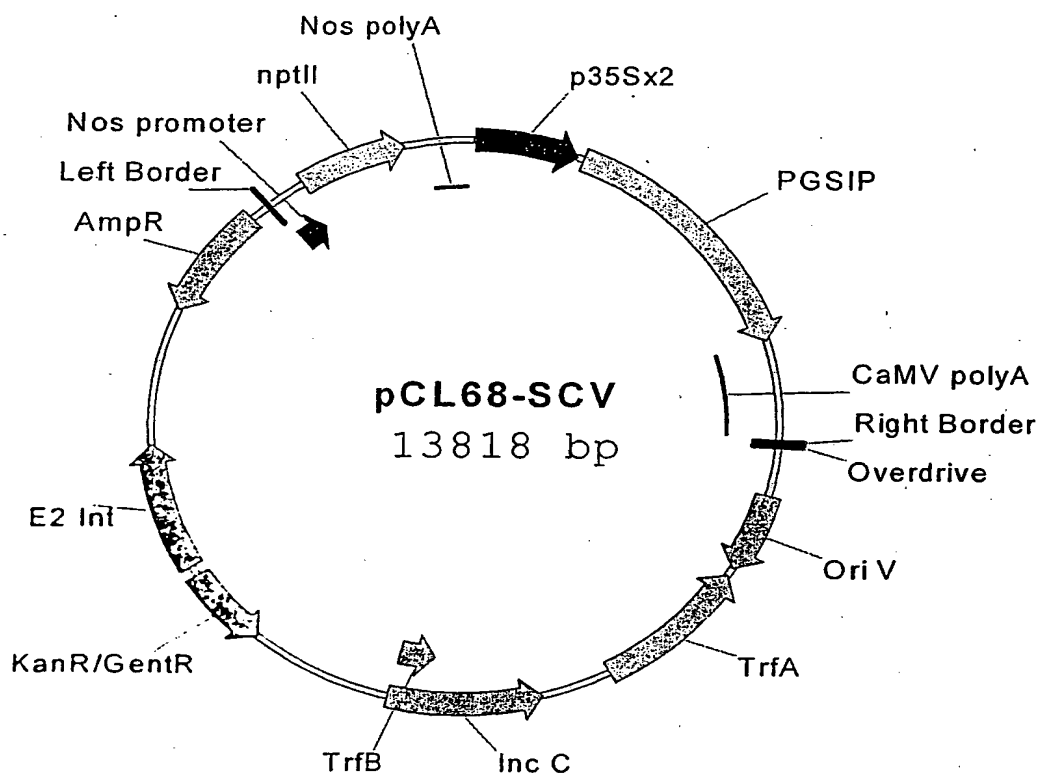 Nos polyA
nptII
p35Sx2
Nos promoter
Left Border
PGSIP
AmpR
pCL68-SCV
13818 bp
CaMV polyA
Right Border
Overdrive
E2 Int
Ori V
KanR/GentR
TrfA
TrfB
Inc C